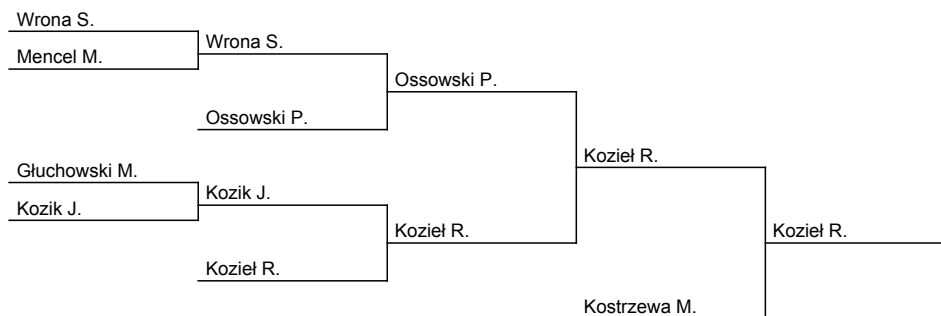 Wrona S.
Mencel M.
Wrona S.
Ossowski P.
Ossowski P.
Głuchowski M.
Kozik J.
Kozik J.
Kozieł R.
Kozieł R.
Kozieł R.
Kostrzewa M.
Kozieł R.